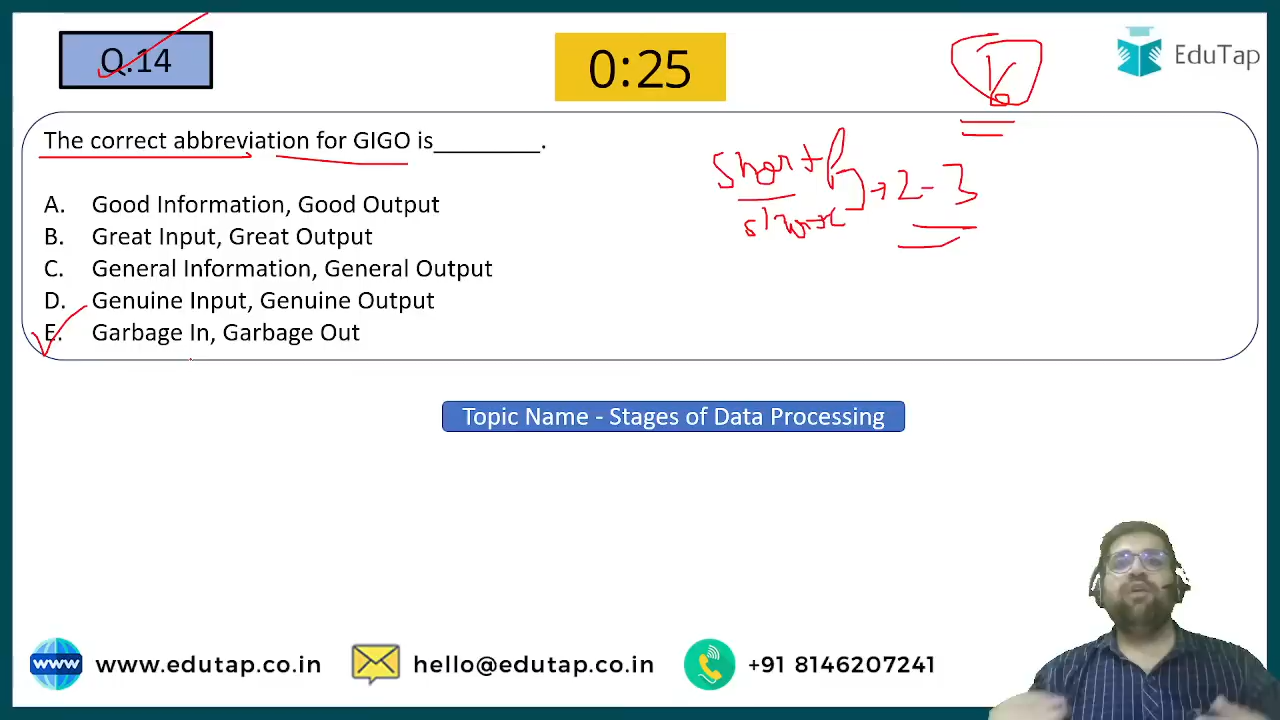 Q.14
0:25
EduTap
The correct abbreviation for GIGO is_________.
A. Good Information, Good Output
B. Great Input, Great Output
C. General Information, General Output
D. Genuine Input, Genuine Output
E. Garbage In, Garbage Out
Short
2-3
Topic Name - Stages of Data Processing
www www.edutap.co.in hello@edutap.co.in +91 8146207241